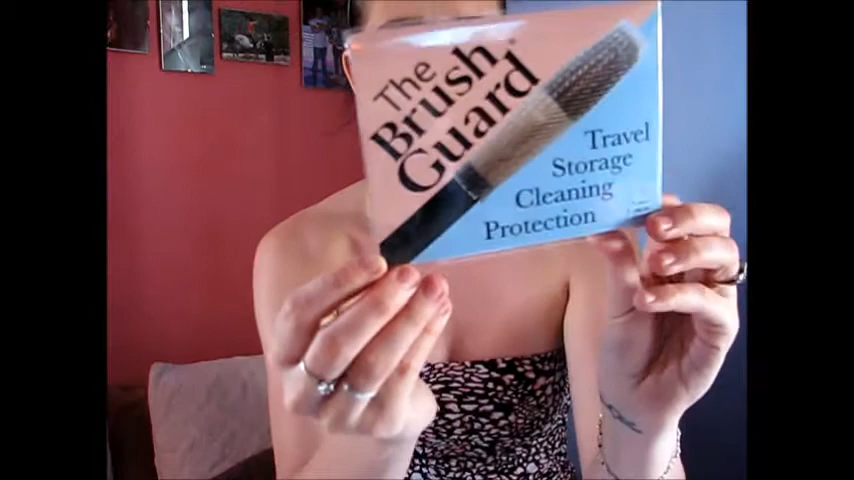 The
Brush
Guard®
Travel
Storage
Cleaning
Protection